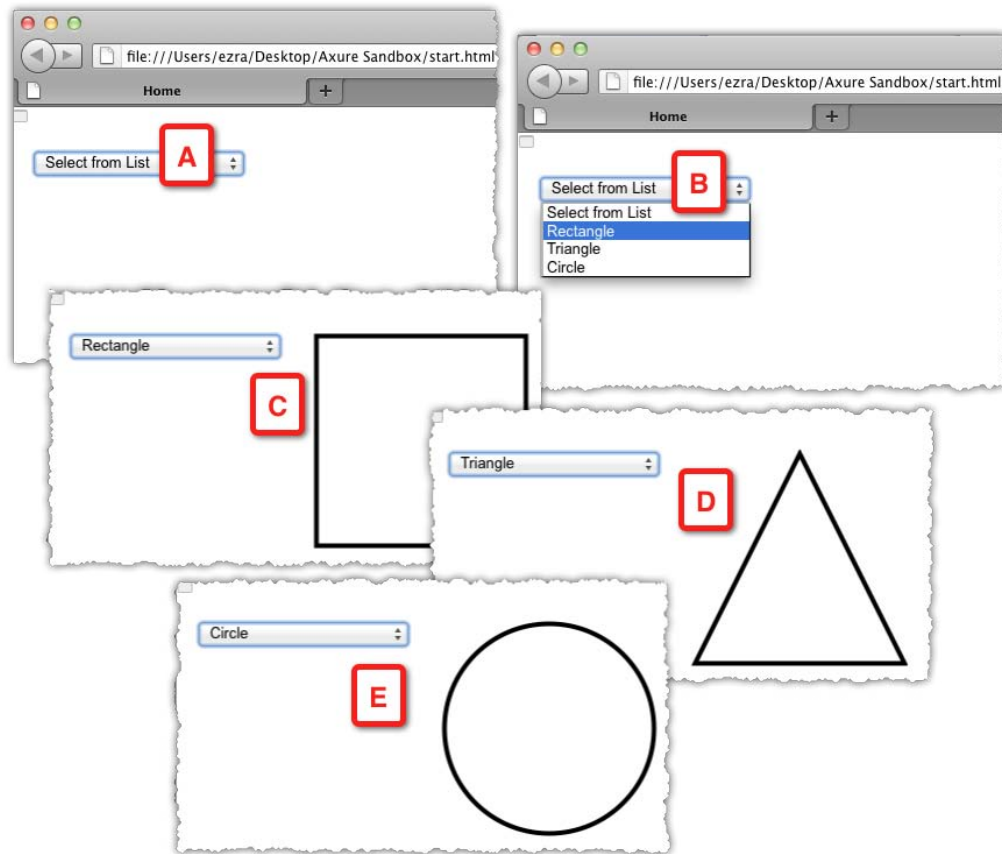 file:///Users/ezra/Desktop/Axure Sandbox/start.html
Home
+
Select from List
A
file:///Users/ezra/Desktop/Axure Sandbox/start.html
Home
+
Select from List
B
Select from List
Rectangle
Triangle
Circle
Rectangle
C
Triangle
D
Circle
E